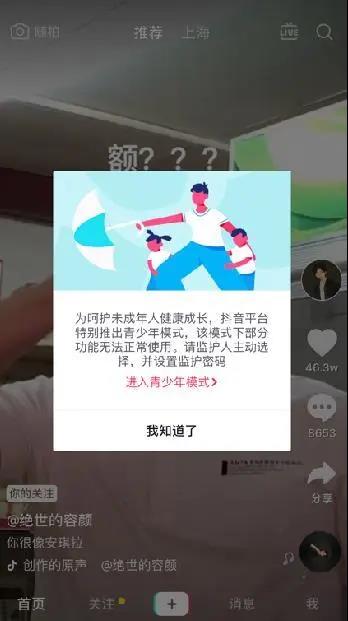 随拍
推荐
上海
LIVE
额？？？
为呵护未成年人健康成长，抖音平台
特别推出青少年模式，该模式下部分
功能无法正常使用。请监护人主动选
择，并设置监护密码
进入青少年模式>
我知道了
46.3w
8653
分享
你的关注
@绝世的容颜
你很像安琪拉
创作的原声 @绝世的容颜
首页
关注
消息
我